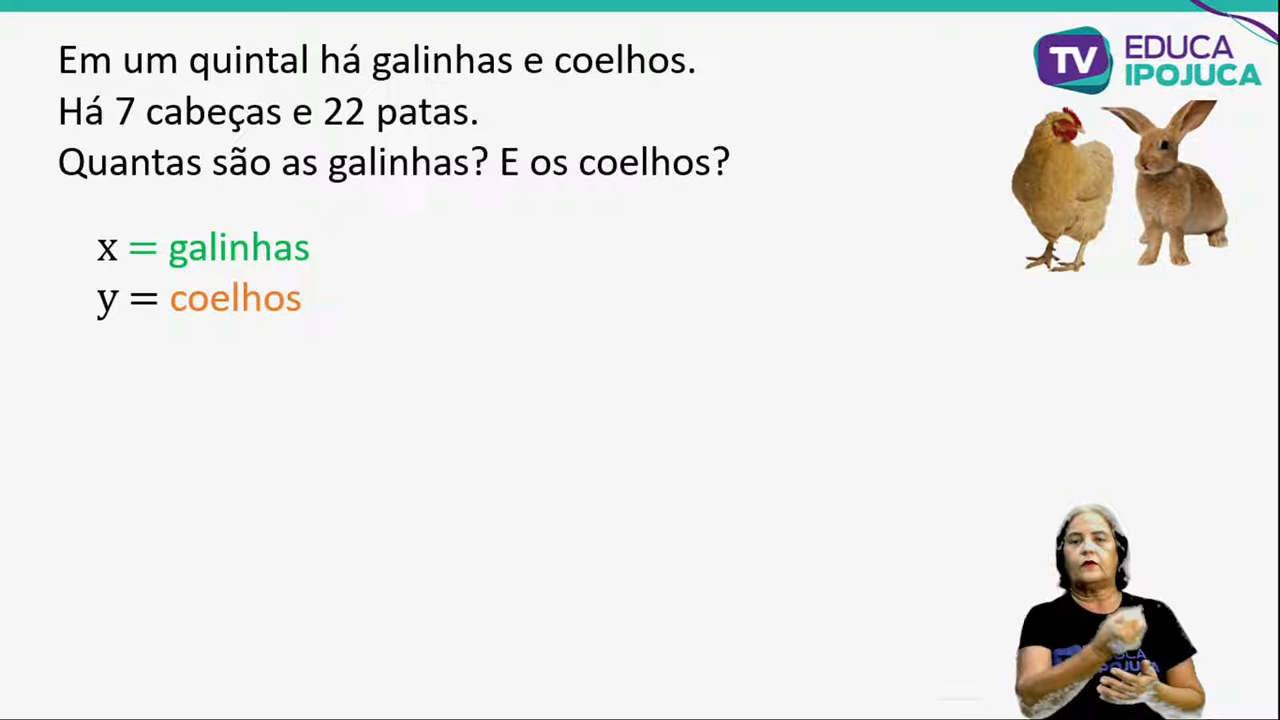 Em um quintal há galinhas e coelhos.
Há 7 cabeças e 22 patas.
Quantas são as galinhas? E os coelhos?
x = galinhas
y = coelhos
TV EDUCA
IPOJUCA